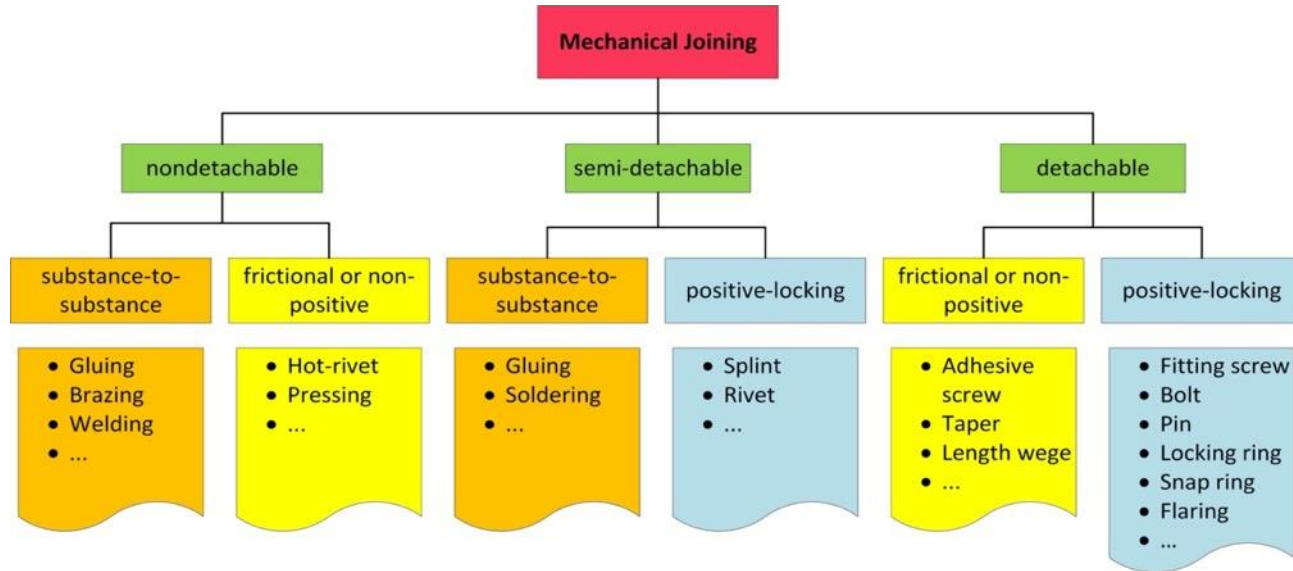 Mechanical Joining
nondetachable
semi-detachable
detachable
substance-to-
substance
frictional or non-
positive
substance-to-
substance
positive-locking
frictional or non-
positive
positive-locking
• Gluing
• Brazing
• Welding
• ...
• Hot-rivet
• Pressing
• ...
• Gluing
• Soldering
• ...
• Splint
• Rivet
• ...
• Adhesive
screw
• Taper
• Length wege
• ...
• Fitting screw
• Bolt
• Pin
• Locking ring
• Snap ring
• Flaring
• ...